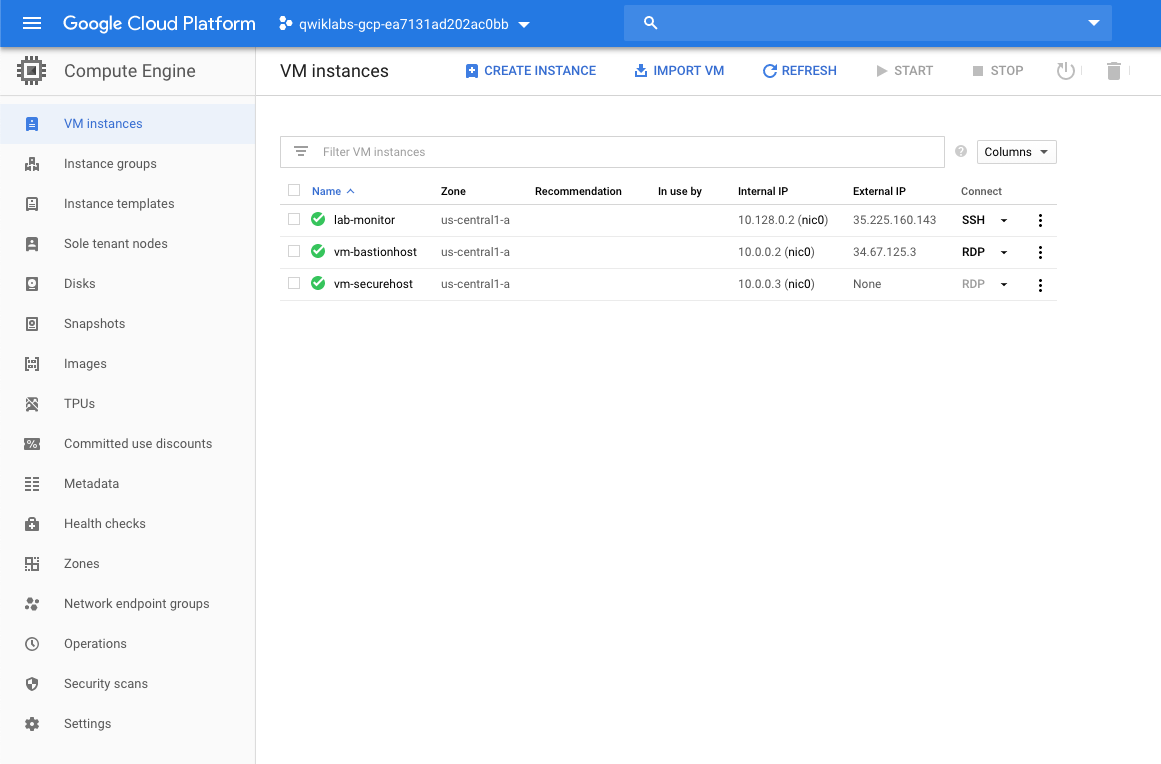 Google Cloud Platform qwiklabs-gcp-ea7131ad202ac0bb
Compute Engine
VM instances CREATE INSTANCE IMPORT VM REFRESH START STOP
VM instances
Instance groups
Instance templates
Sole tenant nodes
Disks
Snapshots
Images
TPUs
Committed use discounts
Metadata
Health checks
Zones
Network endpoint groups
Operations
Security scans
Settings
Filter VM instances Columns
Name Zone Recommendation In use by Internal IP External IP Connect
lab-monitor us-central1-a 10.128.0.2 (nic0) 35.225.160.143 SSH
vm-bastionhost us-central1-a 10.0.0.2 (nic0) 34.67.125.3 RDP
vm-securehost us-central1-a 10.0.0.3 (nic0) None RDP